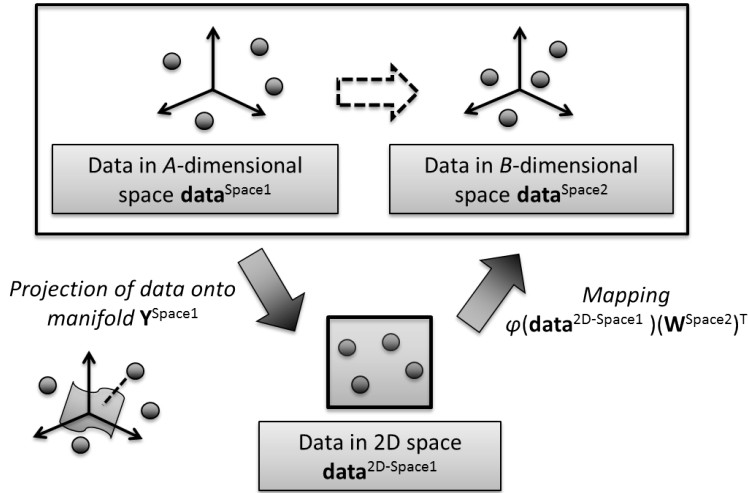 Data in A-dimensional
space data^Space1
Data in B-dimensional
space data^Space2
Projection of data onto
manifold Y^Space1
Mapping
φ(data^2D-Space1 )(W^Space2)^T
Data in 2D space
data^2D-Space1